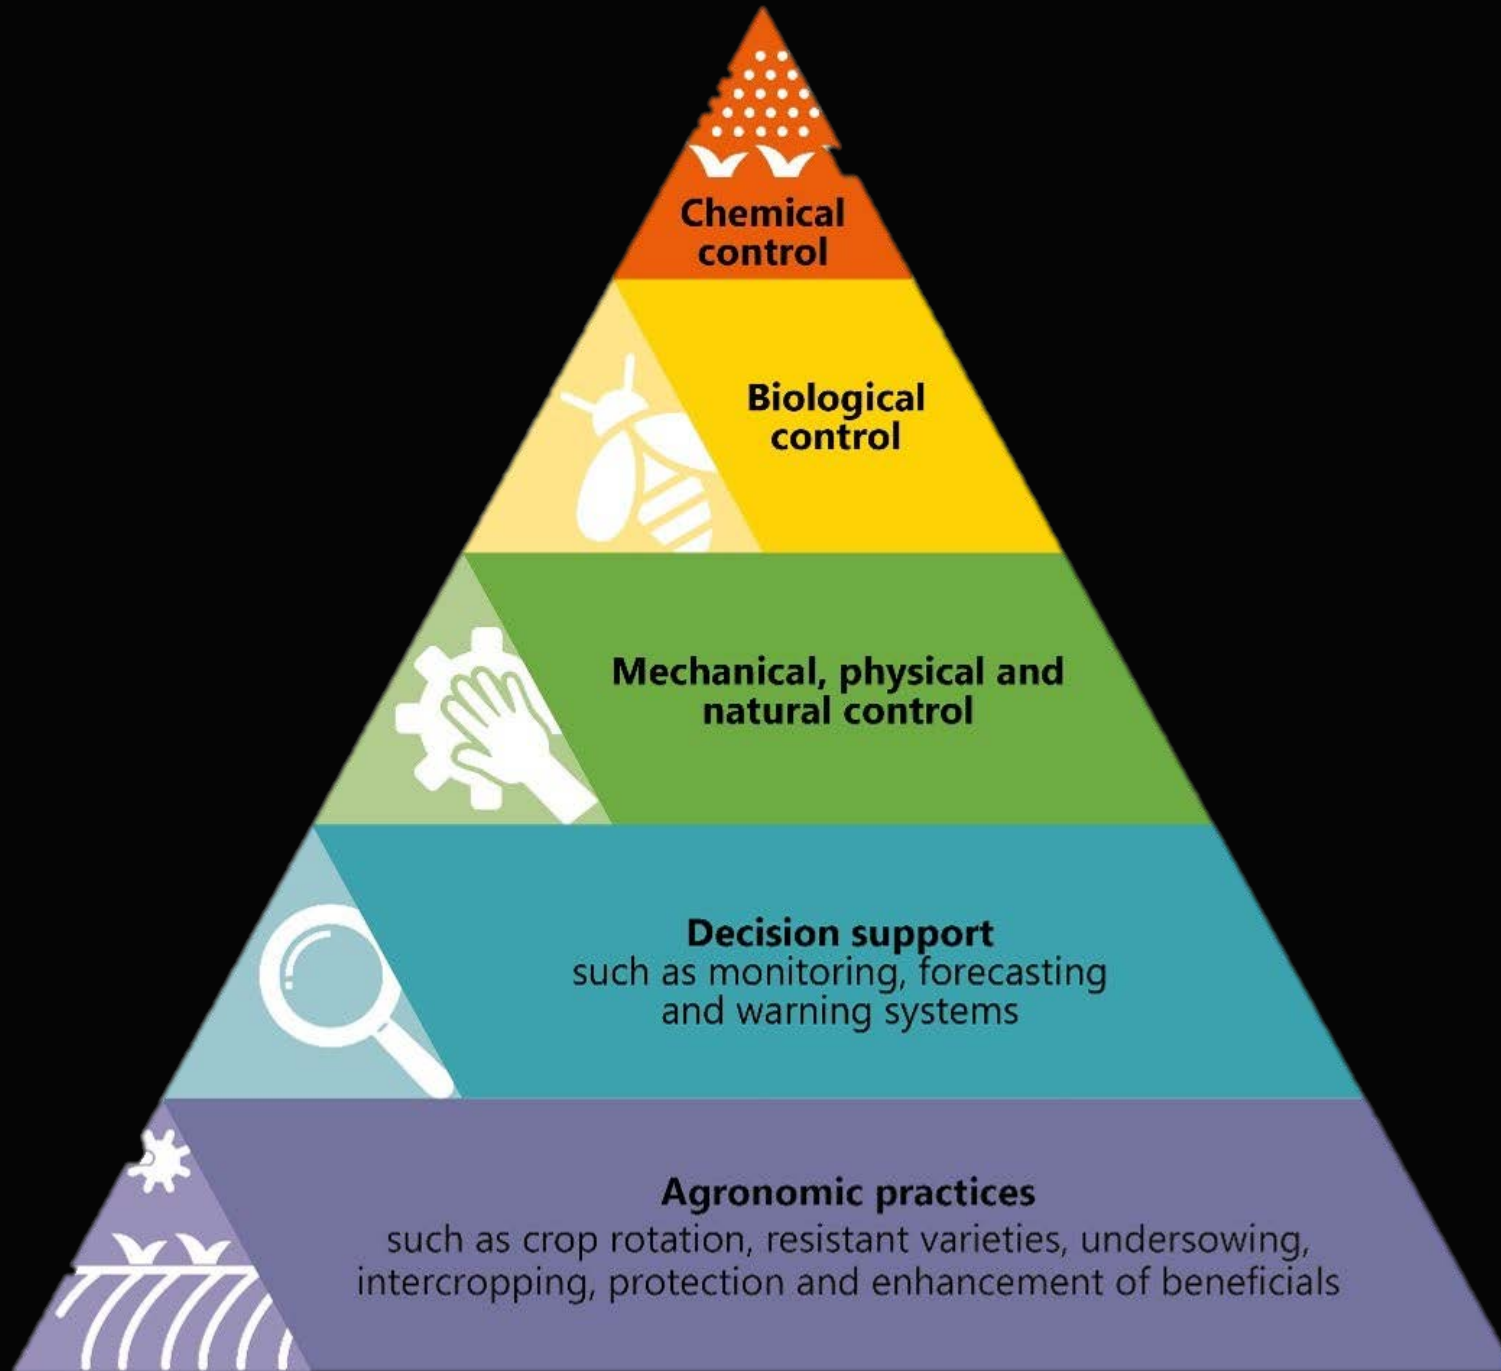 Chemical
control
Biological
control
Mechanical, physical and
natural control
Decision support
such as monitoring, forecasting
and warning systems
Agronomic practices
such as crop rotation, resistant varieties, undersowing,
intercropping, protection and enhancement of beneficials